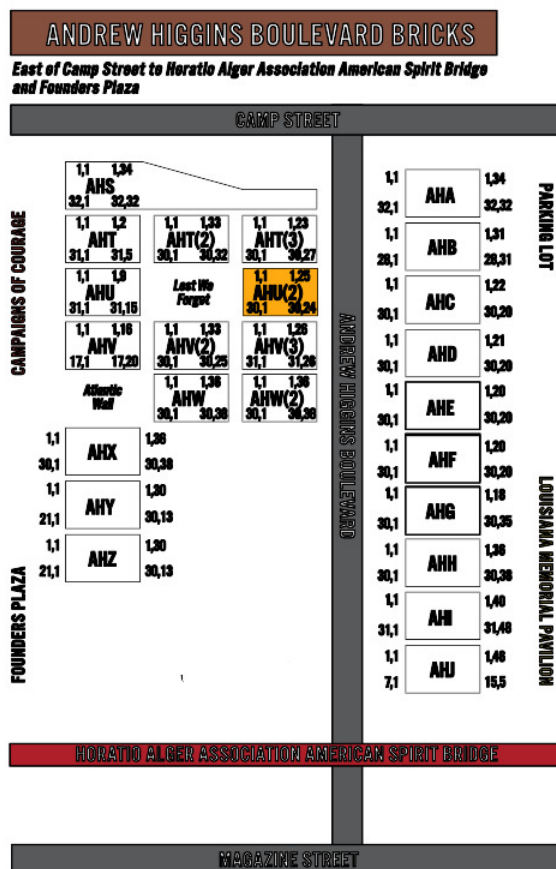 ANDREW HIGGINS BOULEVARD BRICKS
East of Camp Street to Horatio Alger Association American Spirit Bridge
and Founders Plaza
CAMP STREET
CAMPAIGNS OF COURAGE
FOUNDERS PLAZA
1,1 1,34
AHS
32,1 32,32
1,1 1,2
AHT
31,1 31,5
1,1 1,33
AHT(2)
30,1 30,32
1,1 1,23
AHT(3)
30,1 30,27
1,1 1,9
AHU
31,1 31,15
Lest We
Forget
1,1 1,25
AHU(2)
30,1 30,24
1,1 1,16
AHV
17,1 17,20
1,1 1,33
AHV(2)
30,1 30,25
1,1 1,26
AHV(3)
31,1 31,26
Atlantic
Wall
1,1 1,36
AHW
30,1 30,36
1,1 1,36
AHW(2)
30,1 30,36
1,1 1,36
AHX
30,1 30,38
1,1 1,30
AHY
21,1 30,13
1,1 1,30
AHZ
21,1 30,13
ANDREW HIGGINS BOULEVARD
1,1 1,34
AHA
32,1 32,32
1,1 1,31
AHB
28,1 28,31
1,1 1,22
AHC
30,1 30,20
1,1 1,21
AHD
30,1 30,20
1,1 1,20
AHE
30,1 30,20
1,1 1,20
AHF
30,1 30,20
1,1 1,18
AHG
30,1 30,35
1,1 1,36
AHH
30,1 30,38
1,1 1,40
AHI
31,1 31,48
1,1 1,48
AHJ
7,1 15,5
PARKING LOT
LOUISIANA MEMORIAL PAVILION
HORATIO ALGER ASSOCIATION AMERICAN SPIRIT BRIDGE
MAGAZINE STREET